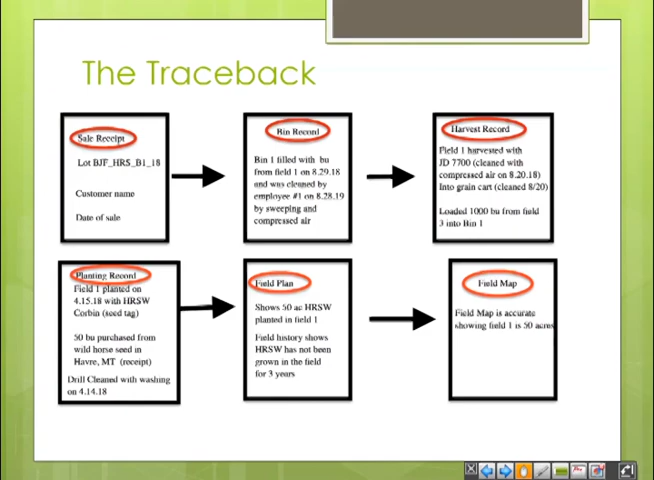 The Traceback
Sale Receipt
Lot BJF_HRS_B1_18
Customer name
Date of sale
Bin Record
Bin 1 filled with bu
from field 1 on 8.29.18
and was cleaned by
employee #1 on 8.28.19
by sweeping and
compressed air
Harvest Record
Field 1 harvested with
JD 7700 (cleaned with
compressed air on 8.20.18)
Into grain cart (cleaned 8/20)
Loaded 1000 bu from field
3 into Bin 1
Planting Record
Field 1 planted on
4.15.18 with HRSW
Corbin (seed tag)
50 bu purchased from
wild horse seed in
Havre, MT (receipt)
Drill Cleaned with washing
on 4.14.18
Field Plan
Shows 50 ac HRSW
planted in field 1
Field history shows
HRSW has not been
grown in the field
for 3 years
Field Map
Field Map is accurate
showing field 1 is 50 acres